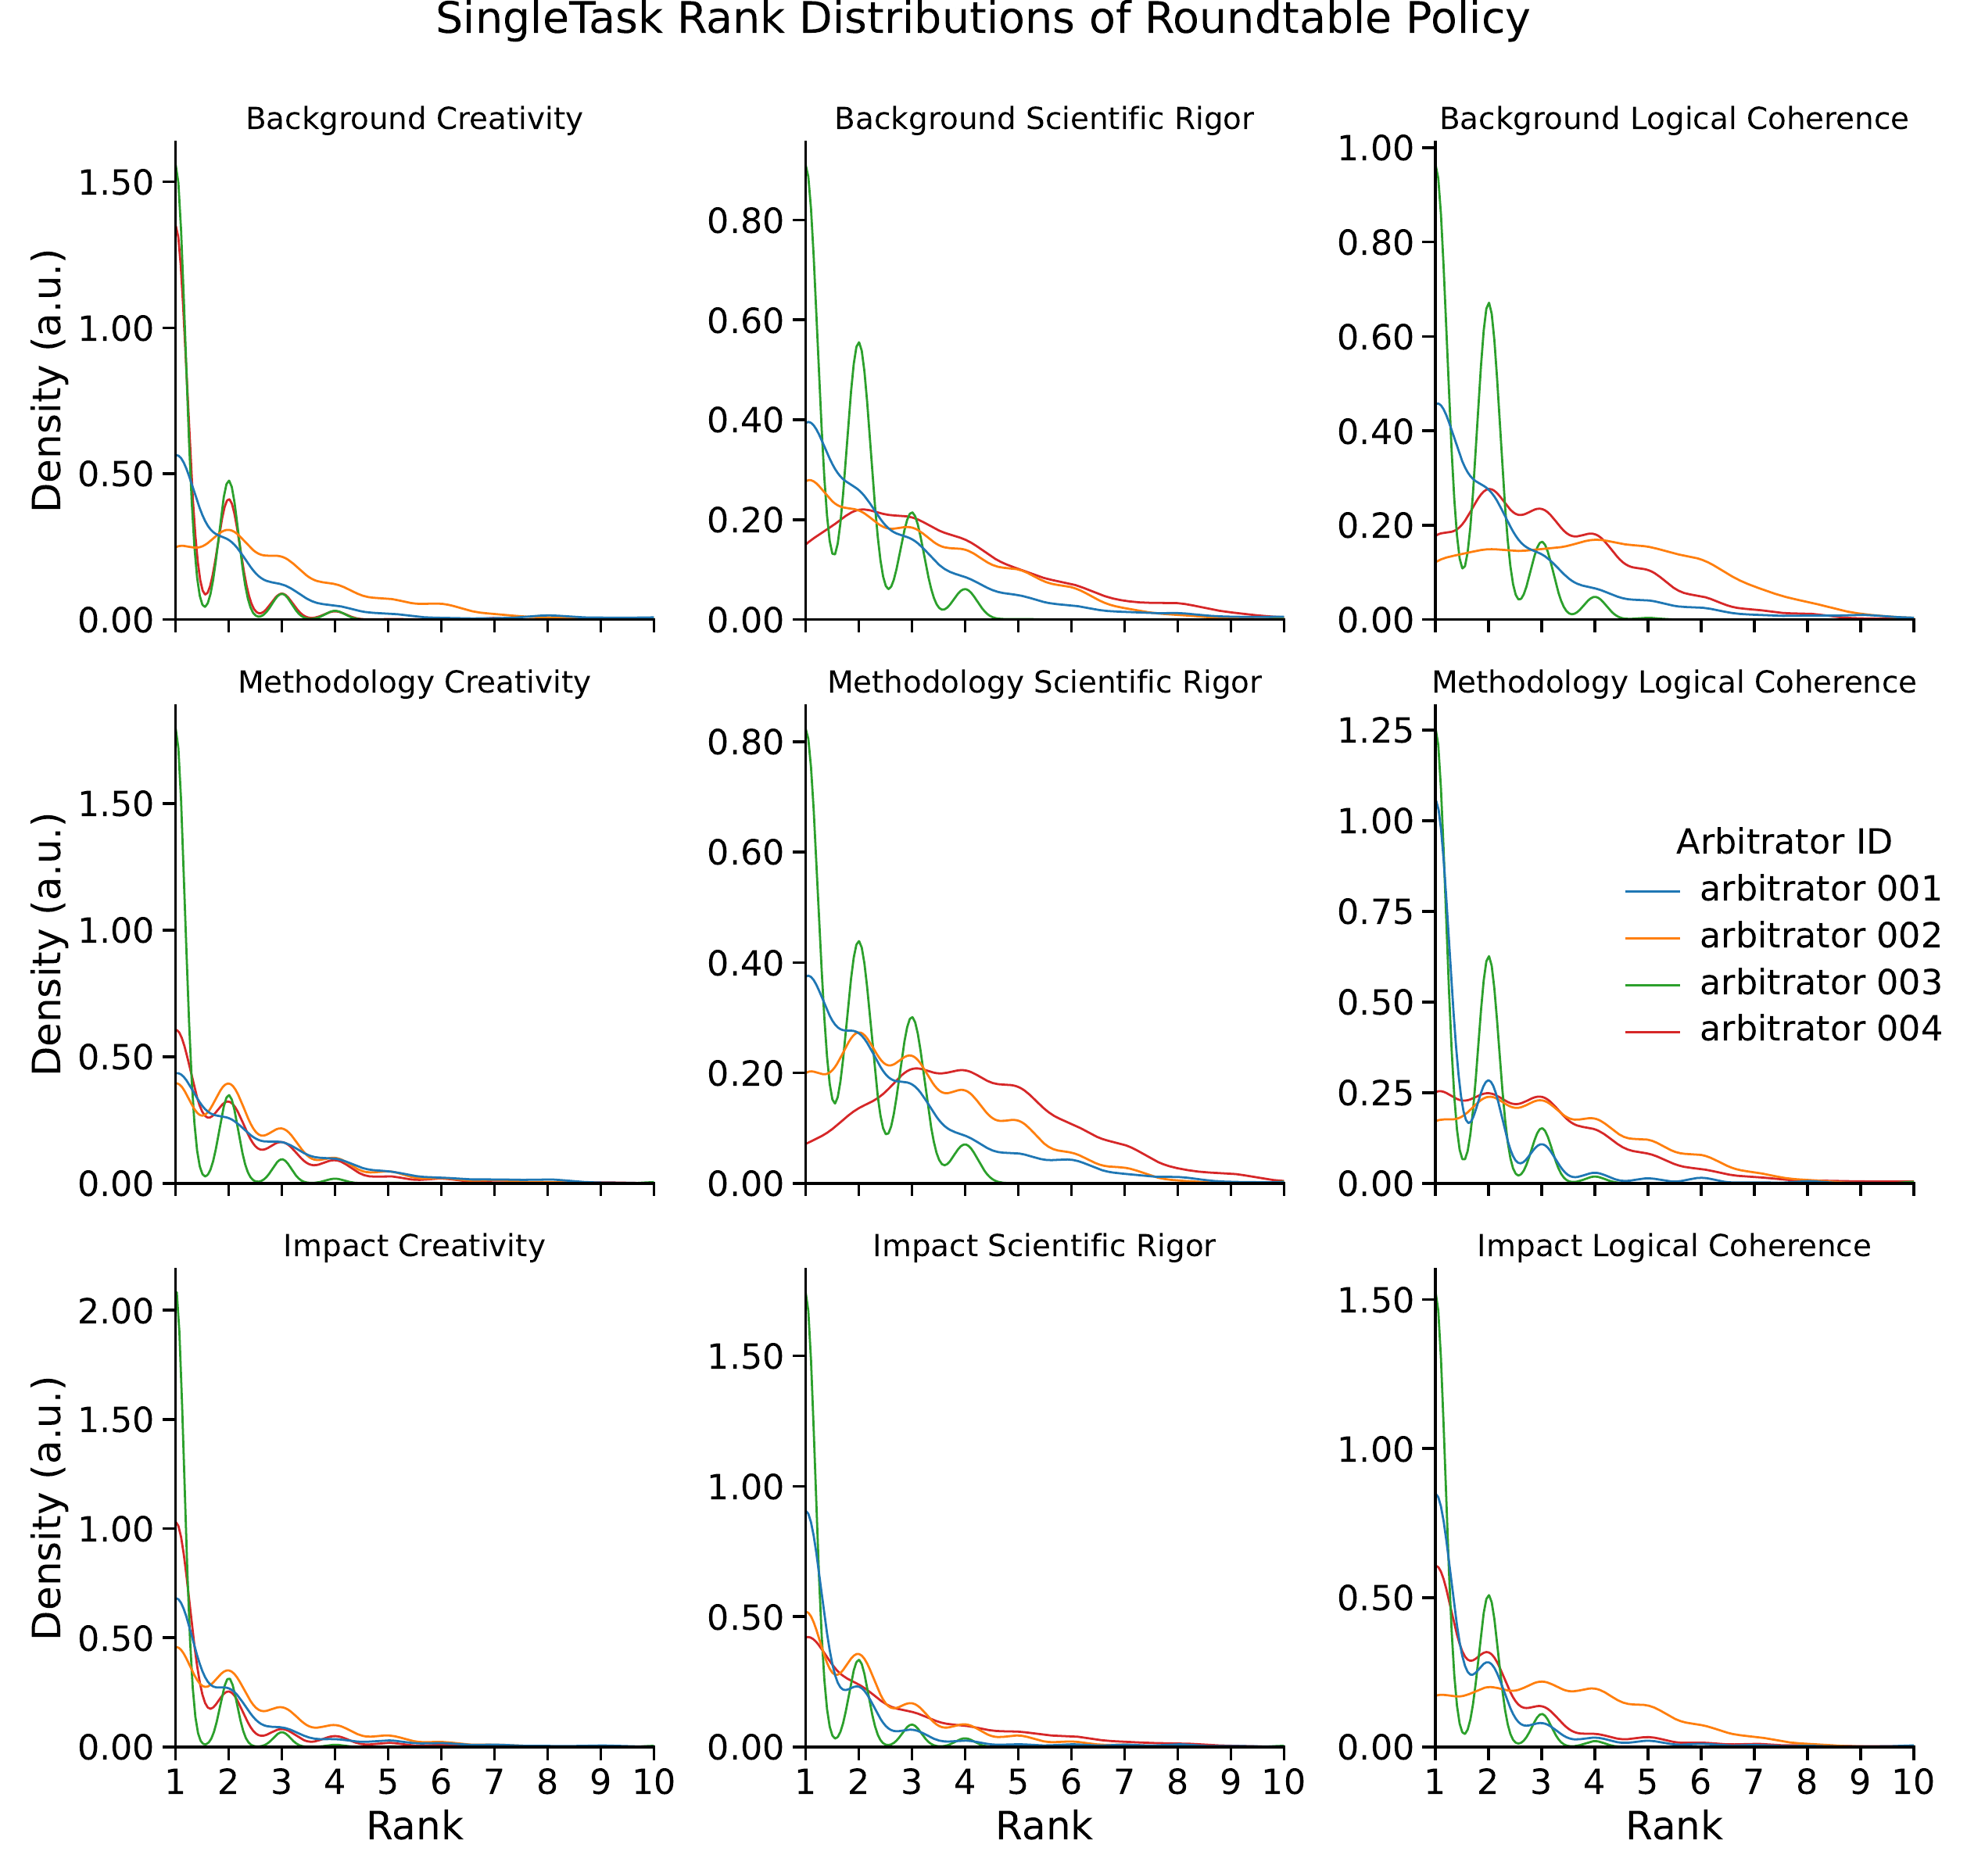 SingleTask Rank Distributions of Roundtable Policy
Background Creativity
Density (a.u.)
1.50
1.00
0.50
0.00
Background Scientific Rigor
0.80
0.60
0.40
0.20
0.00
Background Logical Coherence
1.00
0.80
0.60
0.40
0.20
0.00
Methodology Creativity
Density (a.u.)
1.50
1.00
0.50
0.00
Methodology Scientific Rigor
0.80
0.60
0.40
0.20
0.00
Methodology Logical Coherence
1.25
1.00
0.75
0.50
0.25
0.00
Arbitrator ID
arbitrator 001
arbitrator 002
arbitrator 003
arbitrator 004
Impact Creativity
Density (a.u.)
2.00
1.50
1.00
0.50
0.00
1 2 3 4 5 6 7 8 9 10
Rank
Impact Scientific Rigor
1.50
1.00
0.50
0.00
1 2 3 4 5 6 7 8 9 10
Rank
Impact Logical Coherence
1.50
1.00
0.50
0.00
1 2 3 4 5 6 7 8 9 10
Rank